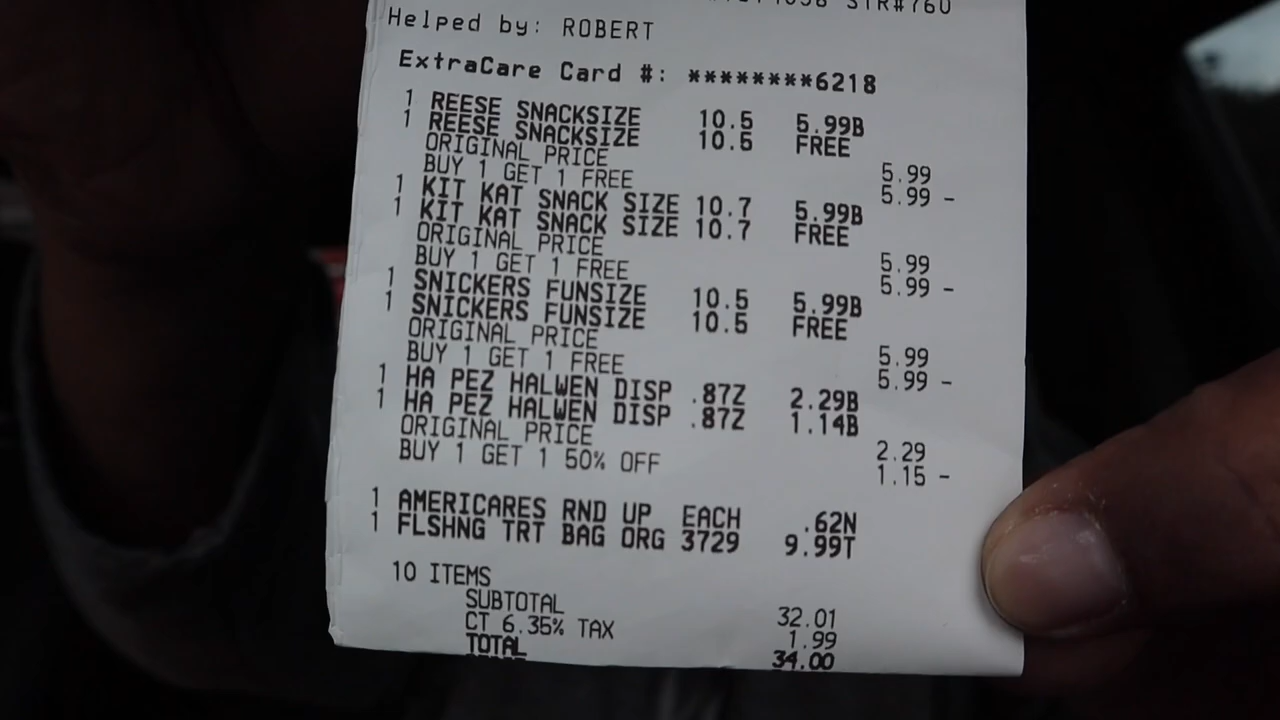 STR#760
Helped by: ROBERT
ExtraCare Card #: ********6218
1 REESE SNACKSIZE 10.5 5.99B
1 REESE SNACKSIZE 10.5 FREE
ORIGINAL PRICE 5.99
BUY 1 GET 1 FREE 5.99 -
1 KIT KAT SNACK SIZE 10.7 5.99B
1 KIT KAT SNACK SIZE 10.7 FREE
ORIGINAL PRICE 5.99
BUY 1 GET 1 FREE 5.99 -
1 SNICKERS FUNSIZE 10.5 5.99B
1 SNICKERS FUNSIZE 10.5 FREE
ORIGINAL PRICE 5.99
BUY 1 GET 1 FREE 5.99 -
1 HA PEZ HALWEN DISP .87Z 2.29B
1 HA PEZ HALWEN DISP .87Z 1.14B
ORIGINAL PRICE 2.29
BUY 1 GET 1 50% OFF 1.15 -
1 AMERICARES RND UP EACH .62N
1 FLSHNG TRT BAG ORG 3729 9.99T
10 ITEMS
SUBTOTAL 32.01
CT 6.35% TAX 1.99
TOTAL 34.00